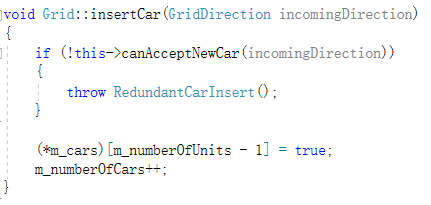 void Grid::insertCar(GridDirection incomingDirection)
{
    if (!this->canAcceptNewCar(incomingDirection))
    {
        throw RedundantCarInsert();
    }

    (*m_cars)[m_numberOfUnits - 1] = true;
    m_numberOfCars++;
}